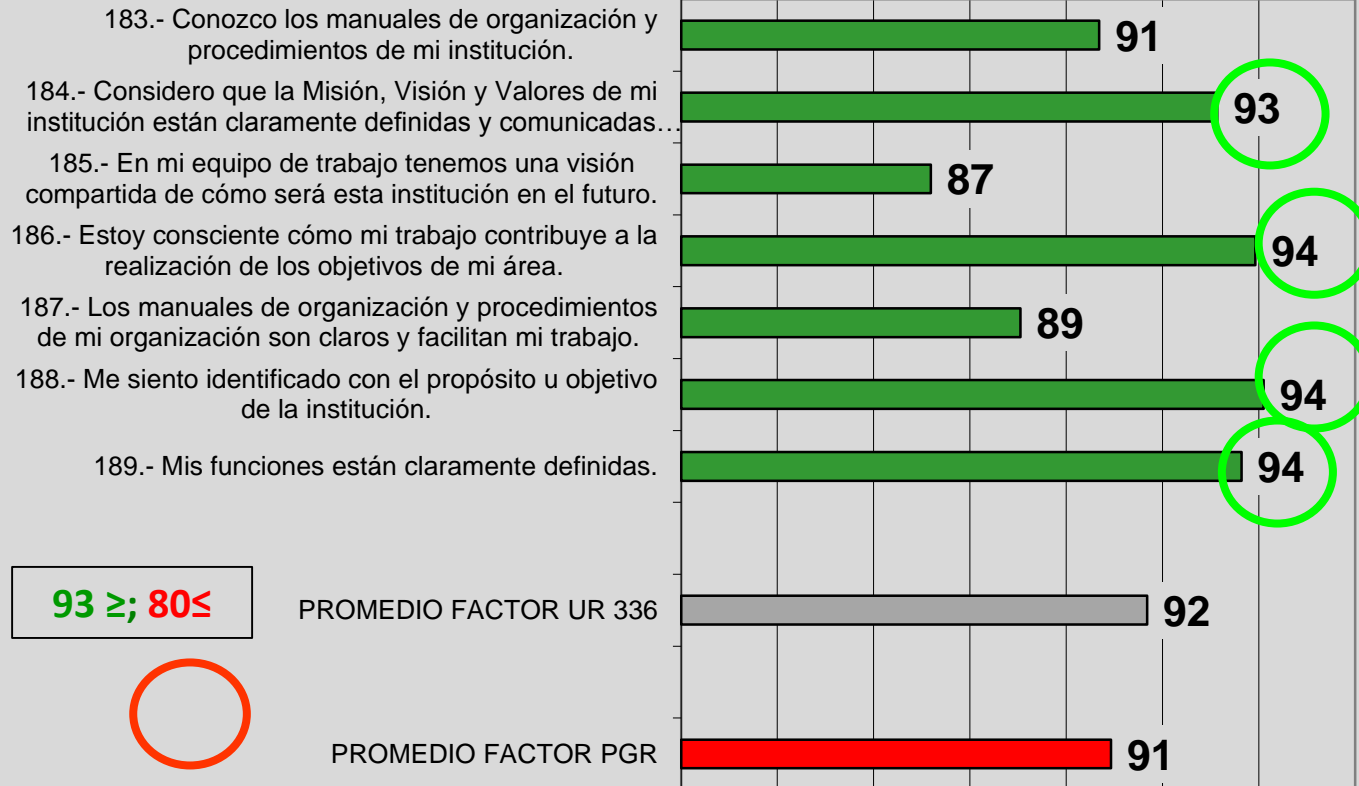 183.- Conozco los manuales de organización y
procedimientos de mi institución.
91
184.- Considero que la Misión, Visión y Valores de mi
institución están claramente definidas y comunicadas…
93
185.- En mi equipo de trabajo tenemos una visión
compartida de cómo será esta institución en el futuro.
87
186.- Estoy consciente cómo mi trabajo contribuye a la
realización de los objetivos de mi área.
94
187.- Los manuales de organización y procedimientos
de mi organización son claros y facilitan mi trabajo.
89
188.- Me siento identificado con el propósito u objetivo
de la institución.
94
189.- Mis funciones están claramente definidas.
94
93 ≥; 80≤
PROMEDIO FACTOR UR 336
92
PROMEDIO FACTOR PGR
91